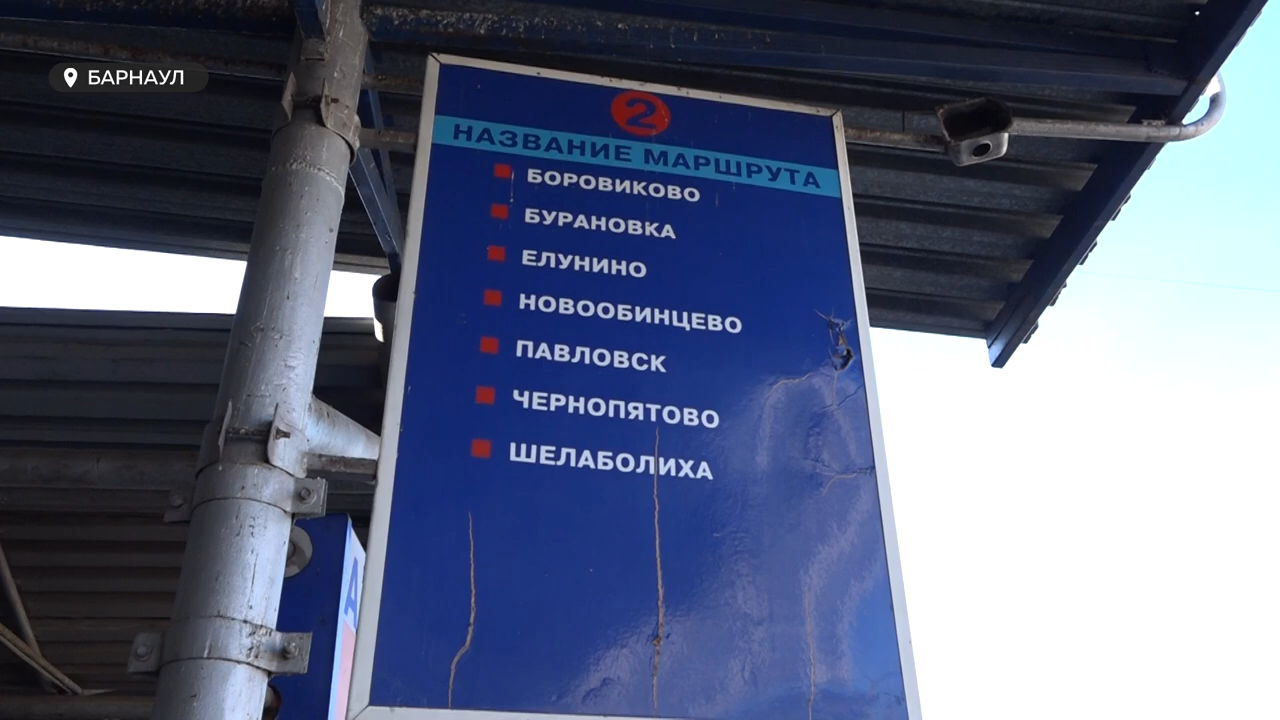 БАРНАУЛ
2
НАЗВАНИЕ МАРШРУТА
БОРОВИКОВО
БУРАНОВКА
ЕЛУНИНО
НОВООБИНЦЕВО
ПАВЛОВСК
ЧЕРНОПЯТОВО
ШЕЛАБОЛИХА
А